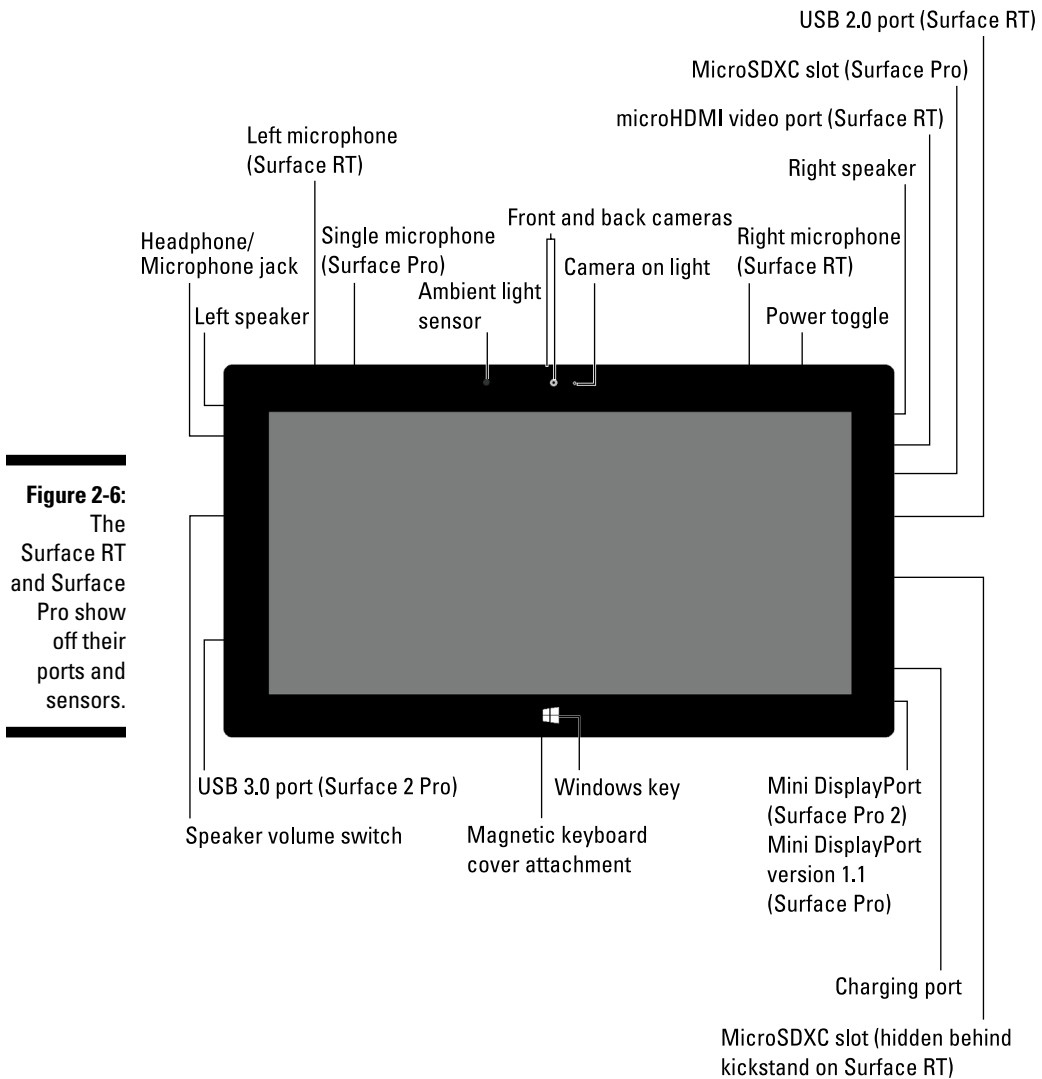 USB 2.0 port (Surface RT)
MicroSDXC slot (Surface Pro)
microHDMI video port (Surface RT)
Left microphone
(Surface RT)
Right speaker
Front and back cameras
Headphone/
Microphone jack
Single microphone
(Surface Pro)
Right microphone
(Surface RT)
Camera on light
Ambient light
sensor
Left speaker
Power toggle
Figure 2-6:
The
Surface RT
and Surface
Pro show
off their
ports and
sensors.
USB 3.0 port (Surface 2 Pro)
Windows key
Mini DisplayPort
(Surface Pro 2)
Mini DisplayPort
version 1.1
(Surface Pro)
Speaker volume switch
Magnetic keyboard
cover attachment
Charging port
MicroSDXC slot (hidden behind
kickstand on Surface RT)